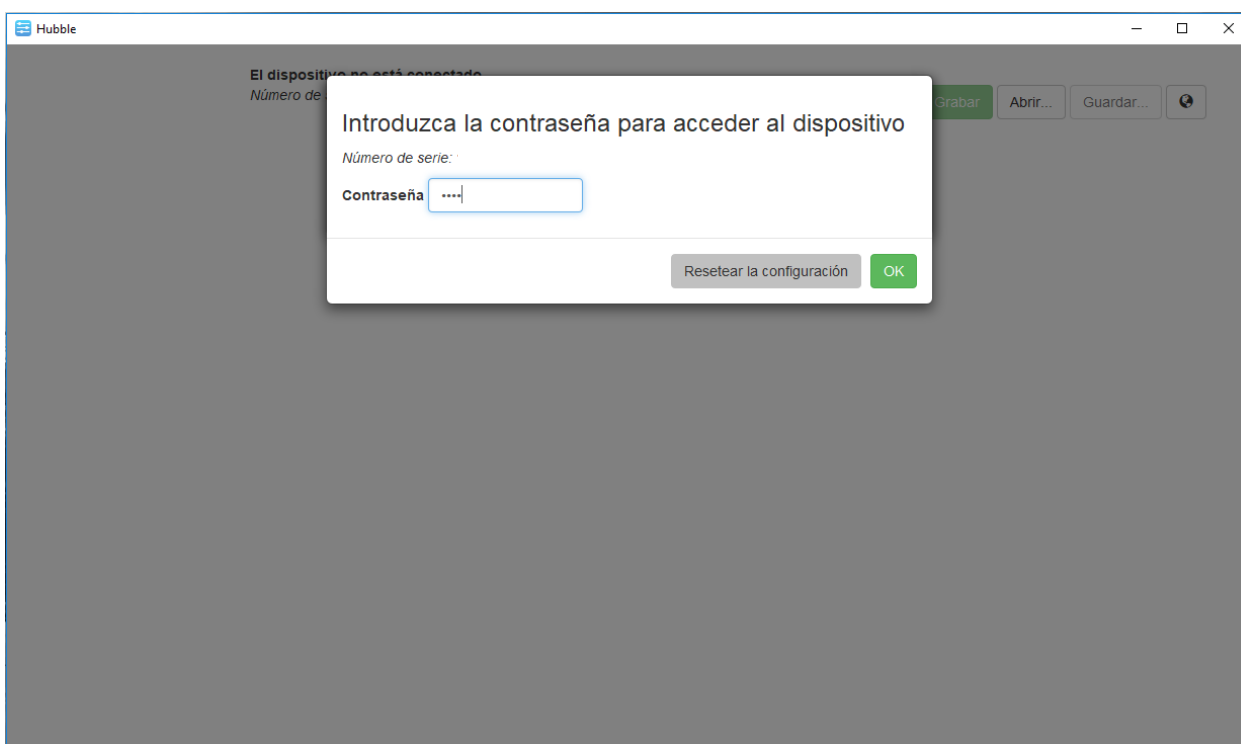 Hubble
El dispositivo no está conectado
Número de
Grabar Abrir... Guardar...
Introduzca la contraseña para acceder al dispositivo
Número de serie:
Contraseña ····
Resetear la configuración OK